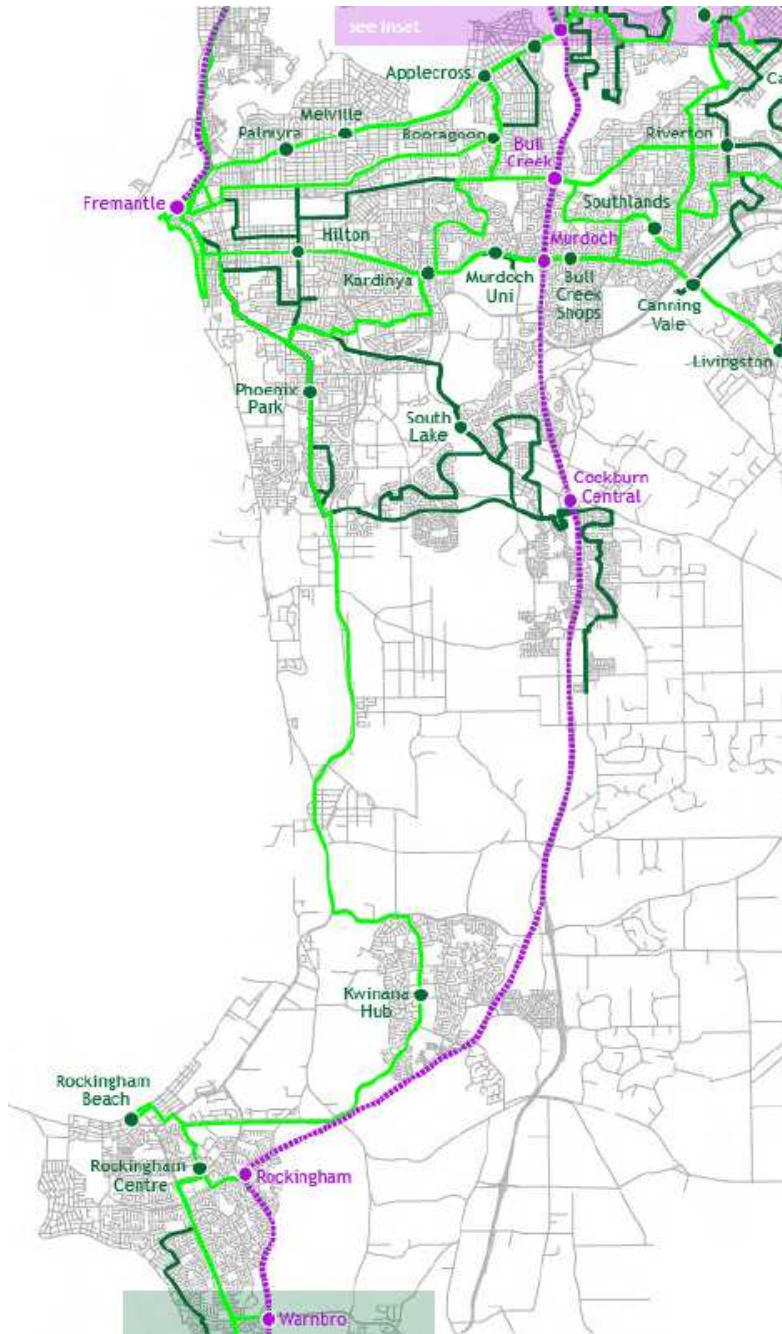 see inset
Applecross
Melville
Palmyra
Booragoon
Bull
Creek
Riverton
Fremantle
Southlands
Hilton
Murdoch
Kardinya
Murdoch
Uni
Bull
Creek
Shops
Canning
Vale
Livingston
Phoenix
Park
South
Lake
Cockburn
Central
Kwinana
Hub
Rockingham
Beach
Rockingham
Centre
Rockingham
Warnbro